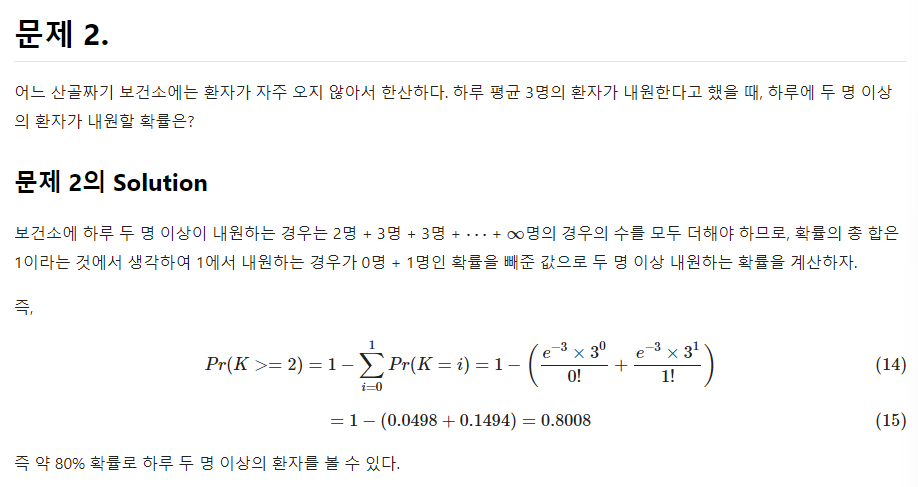 문제 2.
어느 산골짜기 보건소에는 환자가 자주 오지 않아서 한산하다. 하루 평균 3명의 환자가 내원한다고 했을 때, 하루에 두 명 이상
의 환자가 내원할 확률은?
문제 2의 Solution
보건소에 하루 두 명 이상이 내원하는 경우는 2명 + 3명 + 3명 + ⋯ + ∞명의 경우의 수를 모두 더해야 하므로, 확률의 총 합은
1이라는 것에서 생각하여 1에서 내원하는 경우가 0명 + 1명인 확률을 빼준 값으로 두 명 이상 내원하는 확률을 계산하자.
즉,
Pr(K >= 2) = 1 − \sum_{i=0}^{1} Pr(K = i) = 1 − \left( \frac{e^{−3} × 3^0}{0!} + \frac{e^{−3} × 3^1}{1!} \right) (14)
= 1 − (0.0498 + 0.1494) = 0.8008 (15)
즉 약 80% 확률로 하루 두 명 이상의 환자를 볼 수 있다.